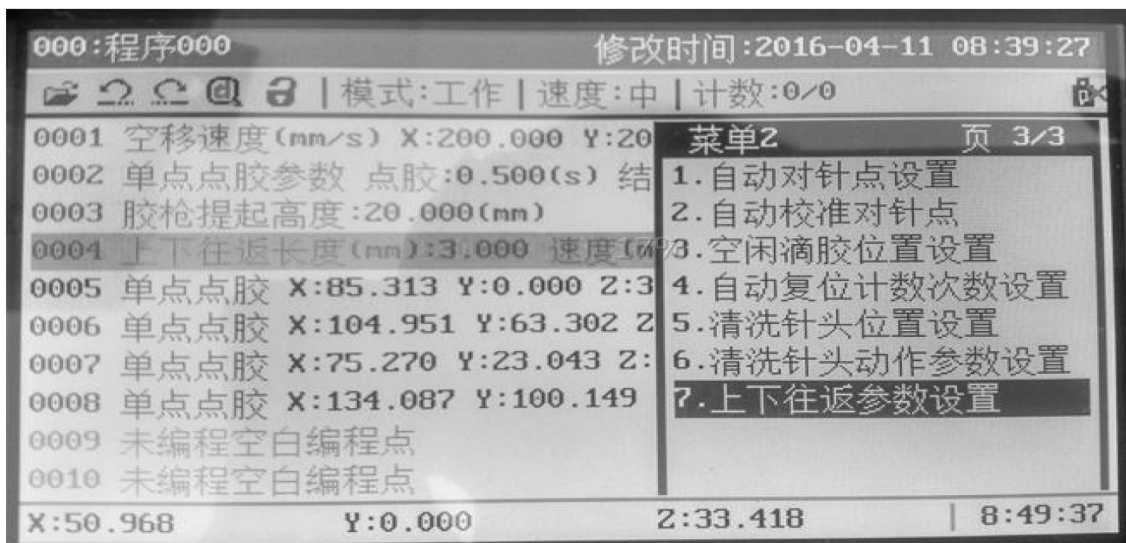 000:程序000 修改时间:2016-04-11 08:39:27
|模式:工作|速度:中|计数:0/0
0001 空移速度(mm/s) X:200.000 Y:20
0002 单点点胶参数 点胶:0.500(s) 结
0003 胶枪提起高度:20.000(mm)
0004 上下往返长度(mm):3.000 速度(m
0005 单点点胶 X:85.313 Y:0.000 Z:3
0006 单点点胶 X:104.951 Y:63.302 Z
0007 单点点胶 X:75.270 Y:23.043 Z:
0008 单点点胶 X:134.087 Y:100.149
0009 未编程空白编程点
0010 未编程空白编程点
菜单2 页 3/3
1.自动对针点设置
2.自动校准对针点
3.空闲滴胶位置设置
4.自动复位计数次数设置
5.清洗针头位置设置
6.清洗针头动作参数设置
7.上下往返参数设置
X:50.968 Y:0.000 Z:33.418 | 8:49:37